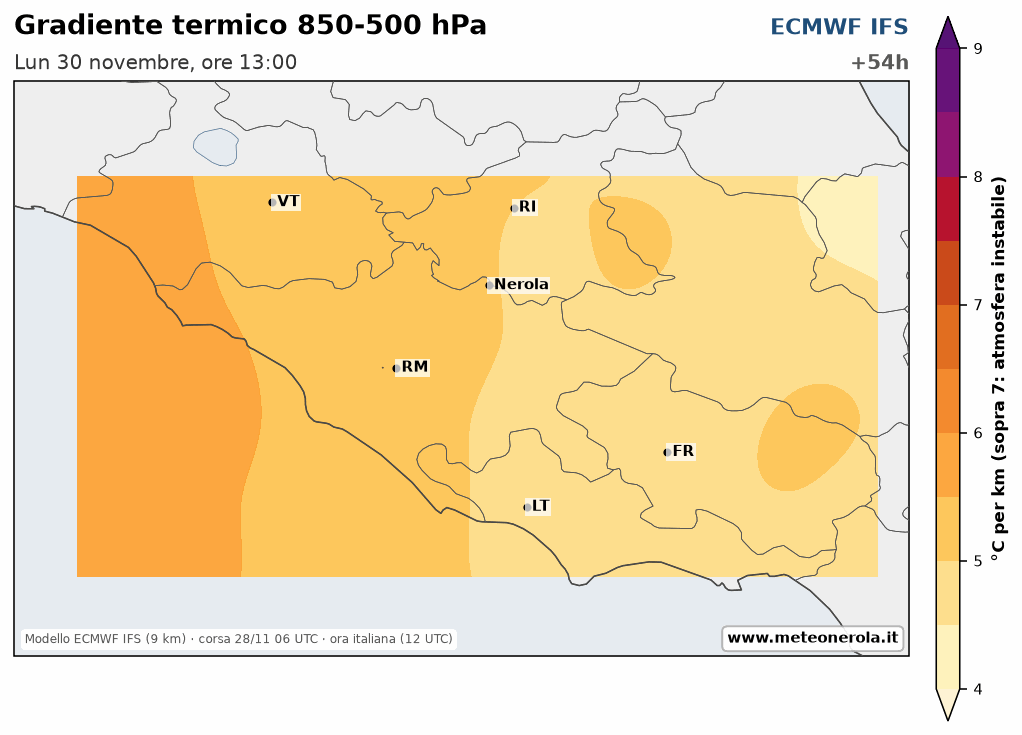 Gradiente termico 850-500 hPa
ECMWF IFS
Lun 30 novembre, ore 13:00
+54h
VT
RI
Nerola
RM
FR
LT
9
8
7
6
5
4
°C per km (sopra 7: atmosfera instabile)
Modello ECMWF IFS (9 km) · corsa 28/11 06 UTC · ora italiana (12 UTC)
www.meteonerola.it